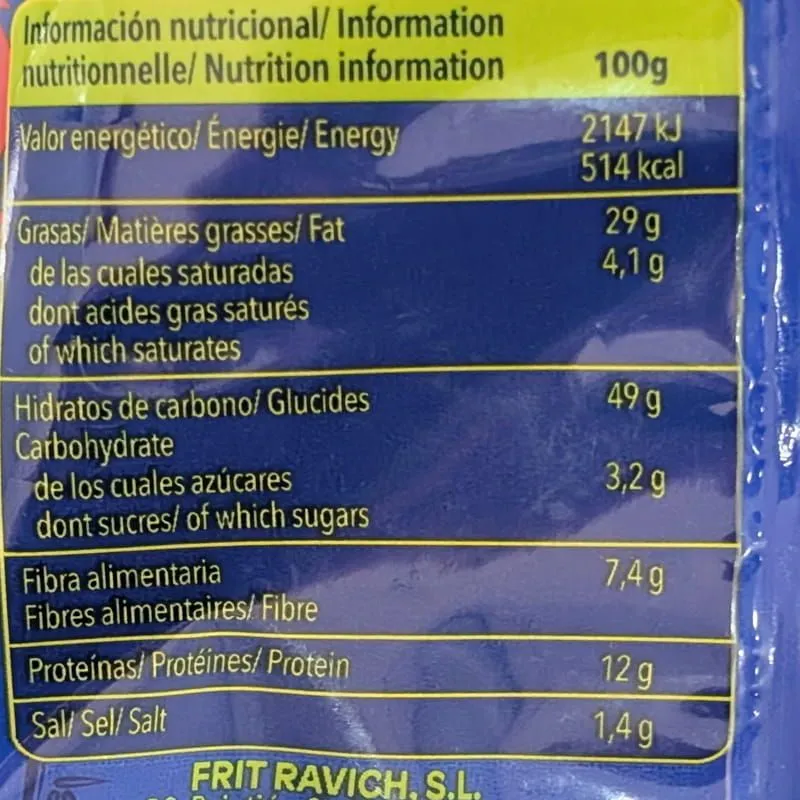 Información nutricional/ Information
nutritionnelle/ Nutrition information 100g
Valor energético/ Énergie/ Energy 2147 kJ
514 kcal
Grasas/ Matières grasses/ Fat 29 g
de las cuales saturadas 4,1 g
dont acides gras saturés
of which saturates
Hidratos de carbono/ Glucides 49 g
Carbohydrate
de los cuales azúcares 3,2 g
dont sucres/ of which sugars
Fibra alimentaria 7,4 g
Fibres alimentaires/ Fibre
Proteínas/ Protéines/ Protein 12 g
Sal/ Sel/ Salt 1,4 g
FRIT RAVICH, S.L.